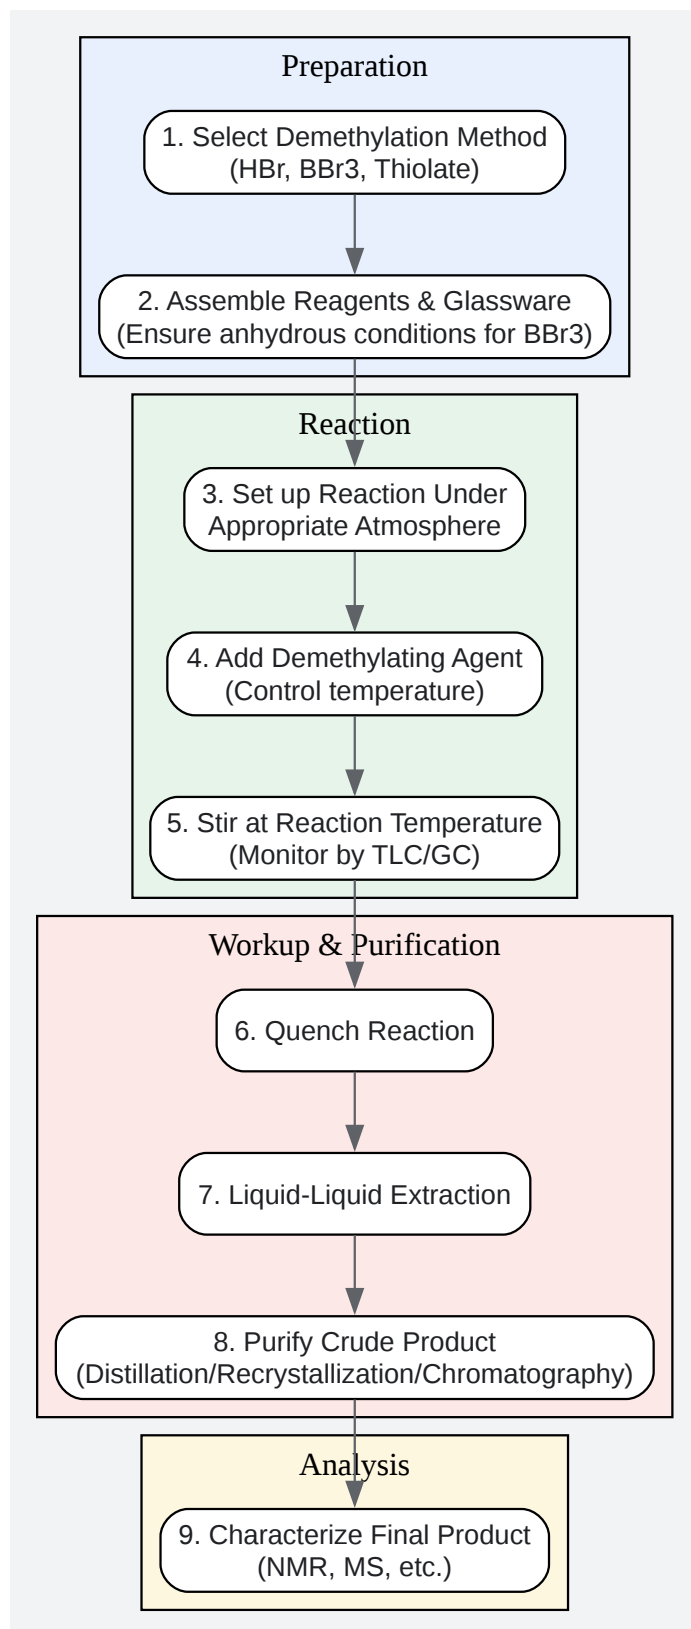 Preparation
1. Select Demethylation Method
(HBr, BBr3, Thiolate)
2. Assemble Reagents & Glassware
(Ensure anhydrous conditions for BBr3)
Reaction
3. Set up Reaction Under
Appropriate Atmosphere
4. Add Demethylating Agent
(Control temperature)
5. Stir at Reaction Temperature
(Monitor by TLC/GC)
Workup & Purification
6. Quench Reaction
7. Liquid-Liquid Extraction
8. Purify Crude Product
(Distillation/Recrystallization/Chromatography)
Analysis
9. Characterize Final Product
(NMR, MS, etc.)